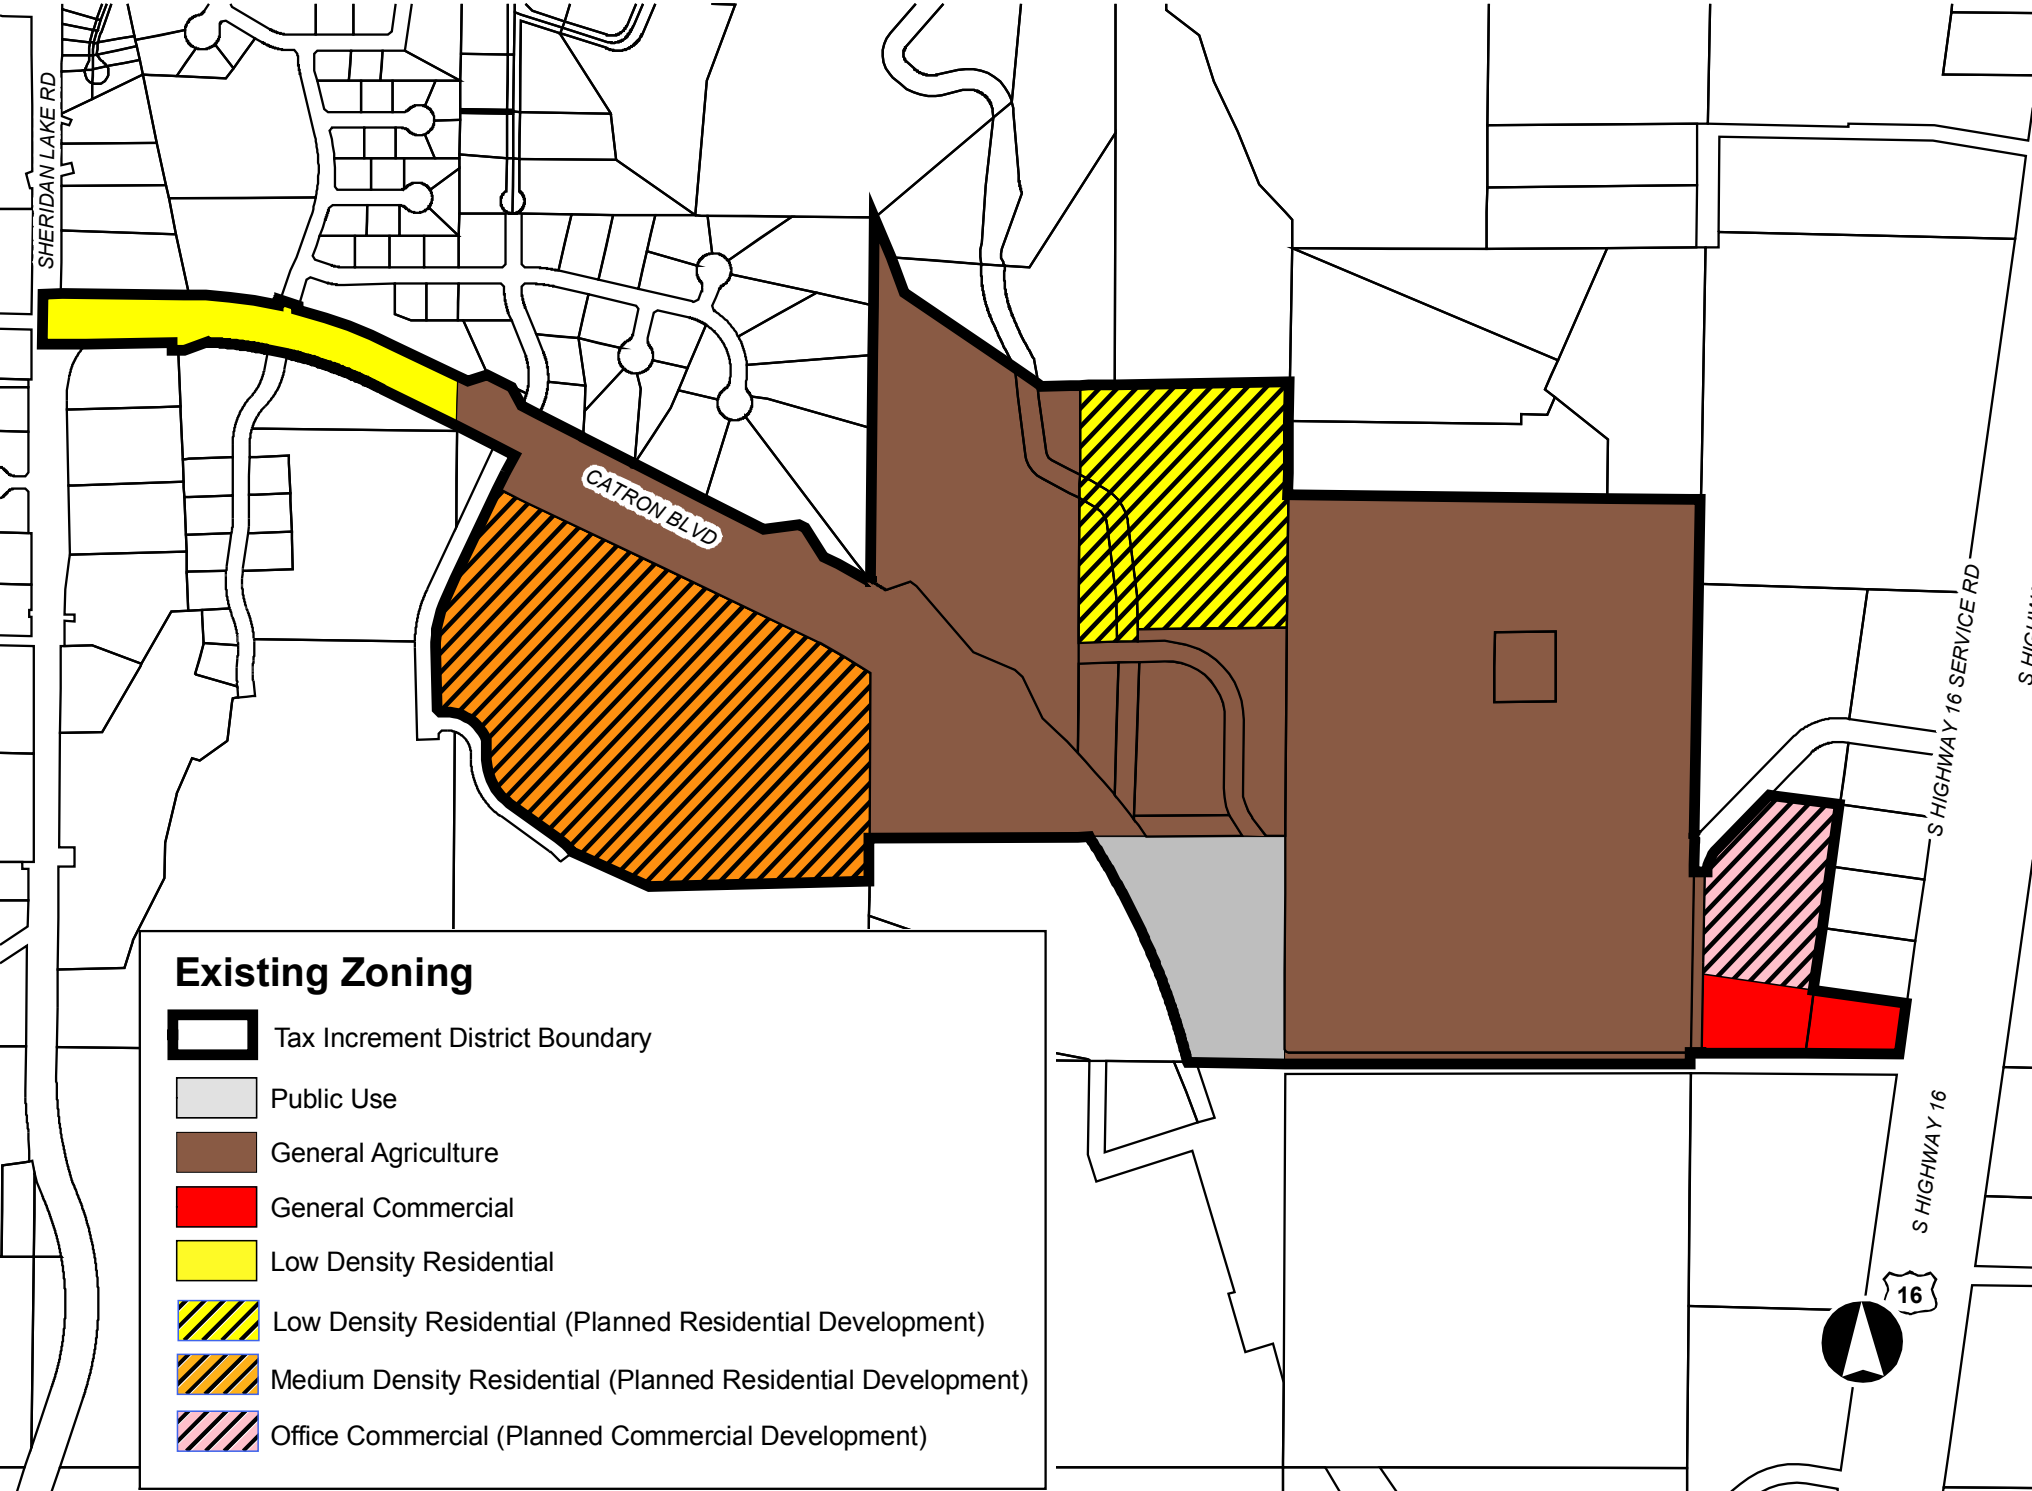 SHERIDAN LAKE RD
CATRON BLVD
S HIGHWAY 16 SERVICE RD
S HIGHWAY 16
16
Existing Zoning
Tax Increment District Boundary
Public Use
General Agriculture
General Commercial
Low Density Residential
Low Density Residential (Planned Residential Development)
Medium Density Residential (Planned Residential Development)
Office Commercial (Planned Commercial Development)